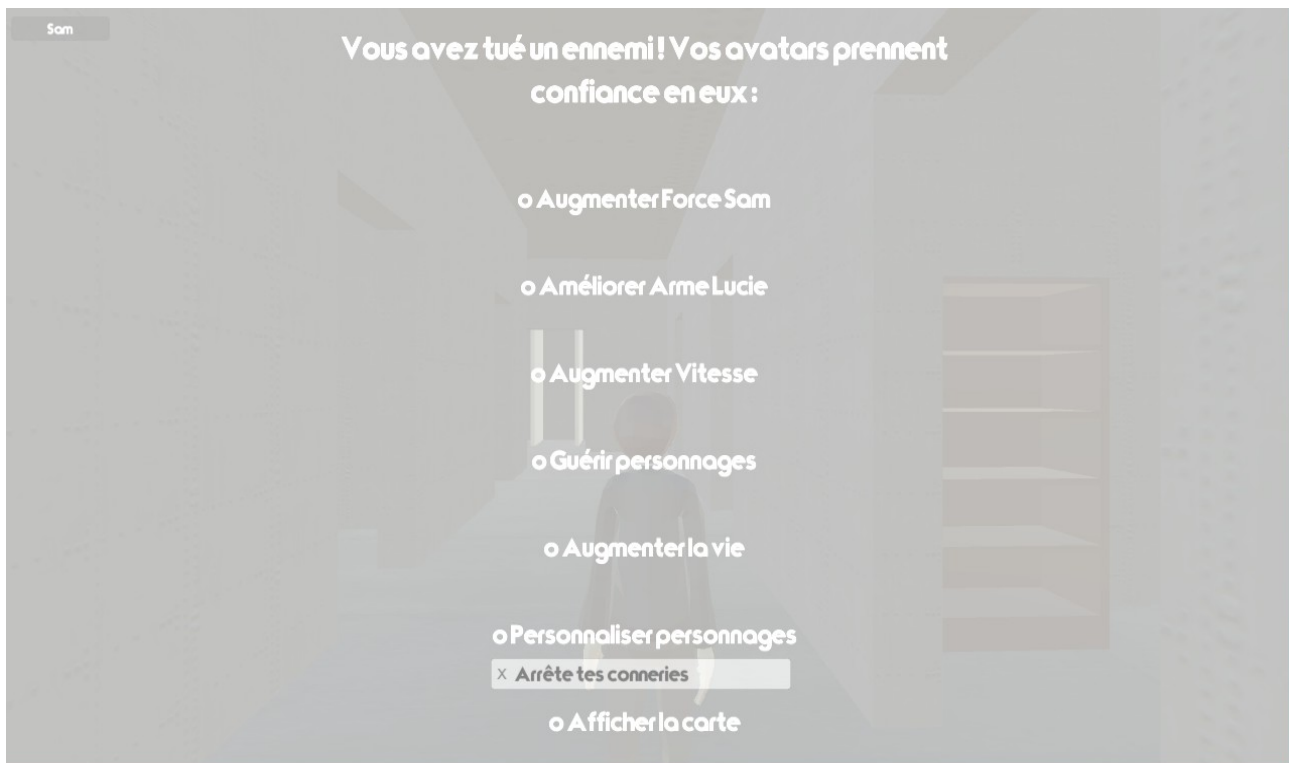 Sam
Vous avez tué un ennemi! Vos avatars prennent
confiance en eux :
o Augmenter Force Sam
o Améliorer Arme Lucie
o Augmenter Vitesse
o Guérir personnages
o Augmenter la vie
o Personnaliser personnages
x Arrête tes conneries
o Afficher la carte